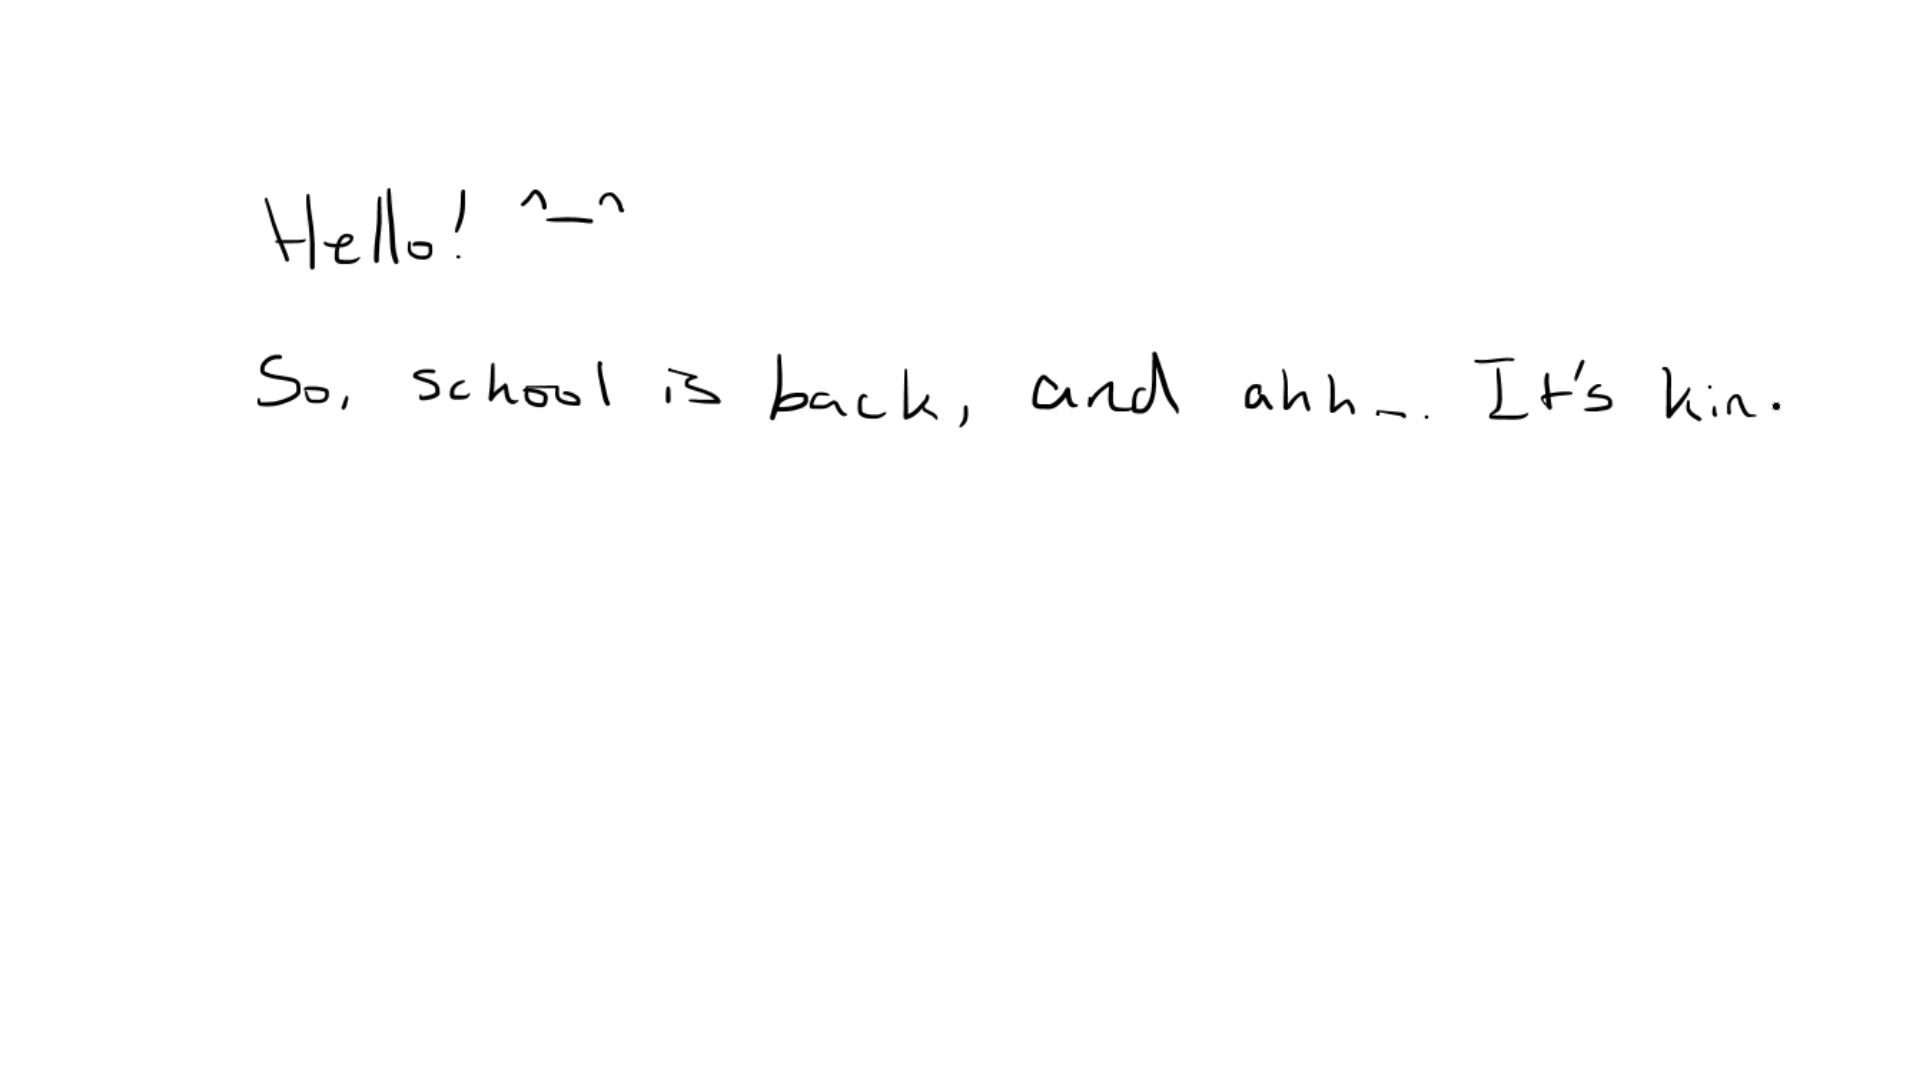 Hello! ^_^
So, school is back, and ahh... It's kin